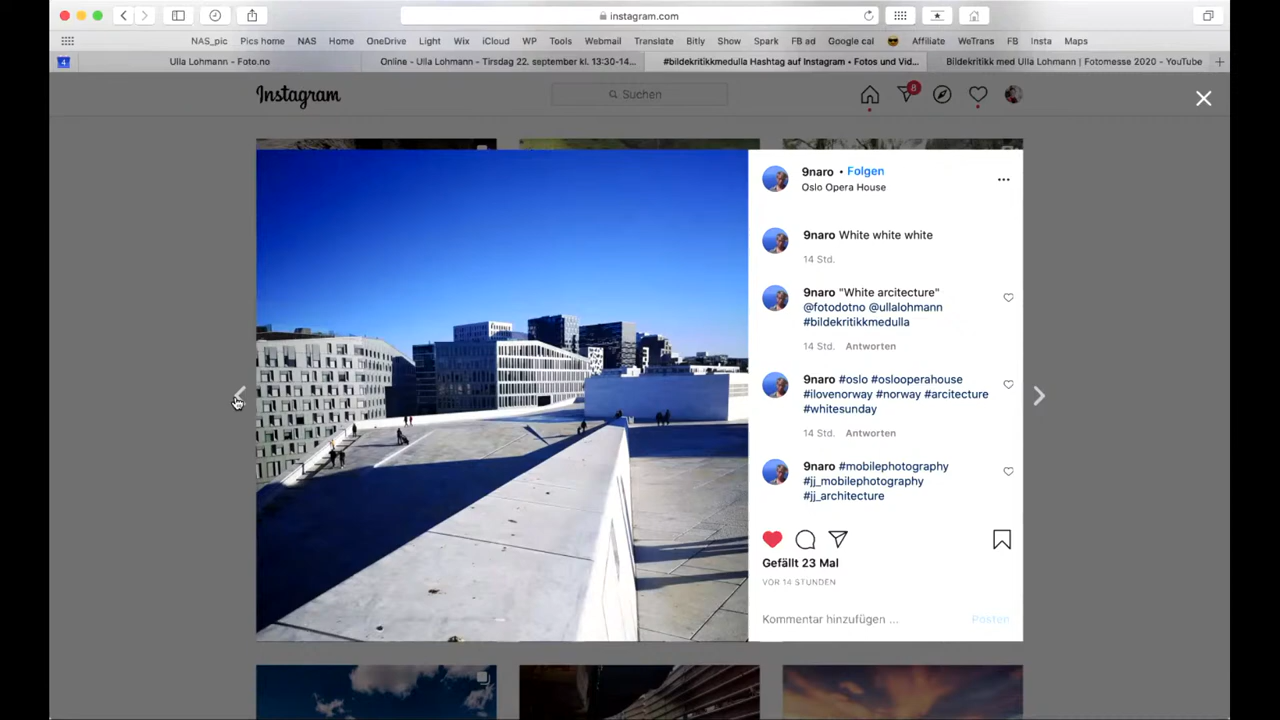 instagram.com
NAS_pic Pics home NAS Home OneDrive Light Wix iCloud WP Tools Webmail Translate Bitly Show Spark FB ad Google cal Affiliate WeTrans FB Insta Maps
4 Ulla Lohmann - Foto.no Online - Ulla Lohmann - Tirsdag 22. september kl. 13:30-14... #bildekritikkmedulla Hashtag auf Instagram • Fotos und Vid... Bildekritikk med Ulla Lohmann | Fotomesse 2020 - YouTube
Instagram Suchen 8
9naro • Folgen
Oslo Opera House
9naro White white white
14 Std.
9naro "White arcitecture"
@fotodotno @ullalohmann
#bildekritikkmedulla
14 Std. Antworten
9naro #oslo #oslooperahouse
#ilovenorway #norway #arcitecture
#whitesunday
14 Std. Antworten
9naro #mobilephotography
#jj_mobilephotography
#jj_architecture
Gefällt 23 Mal
VOR 14 STUNDEN
Kommentar hinzufügen ... Posten